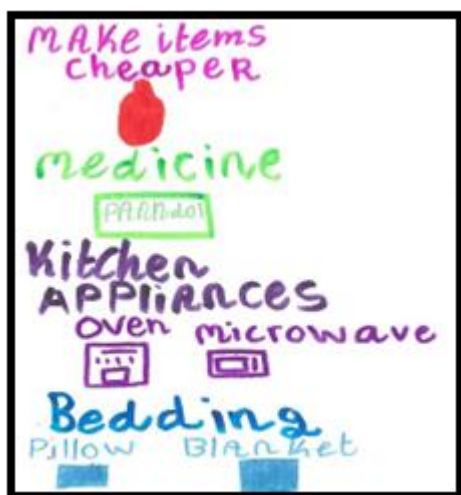 MAKE items
CheapeR
medicine
PANAdol
Kitchen
APPliANCES
oven microwave
Bedding
Pillow BlANket